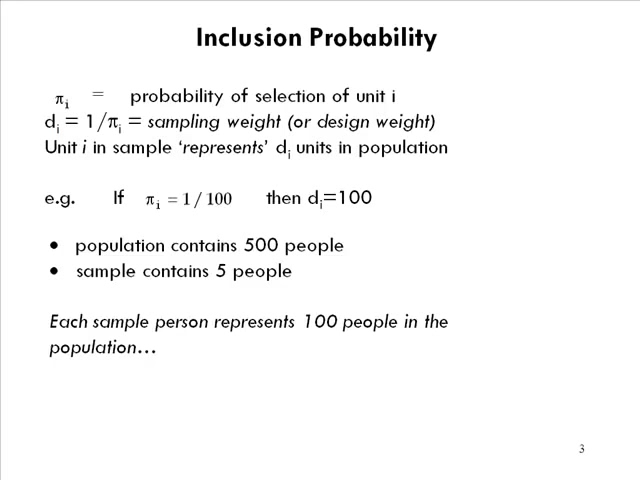 Inclusion Probability
πi = probability of selection of unit i
di = 1/πi = sampling weight (or design weight)
Unit i in sample ‘represents’ di units in population
e.g. If πi = 1 / 100 then di=100
• population contains 500 people
• sample contains 5 people
Each sample person represents 100 people in the
population…
3